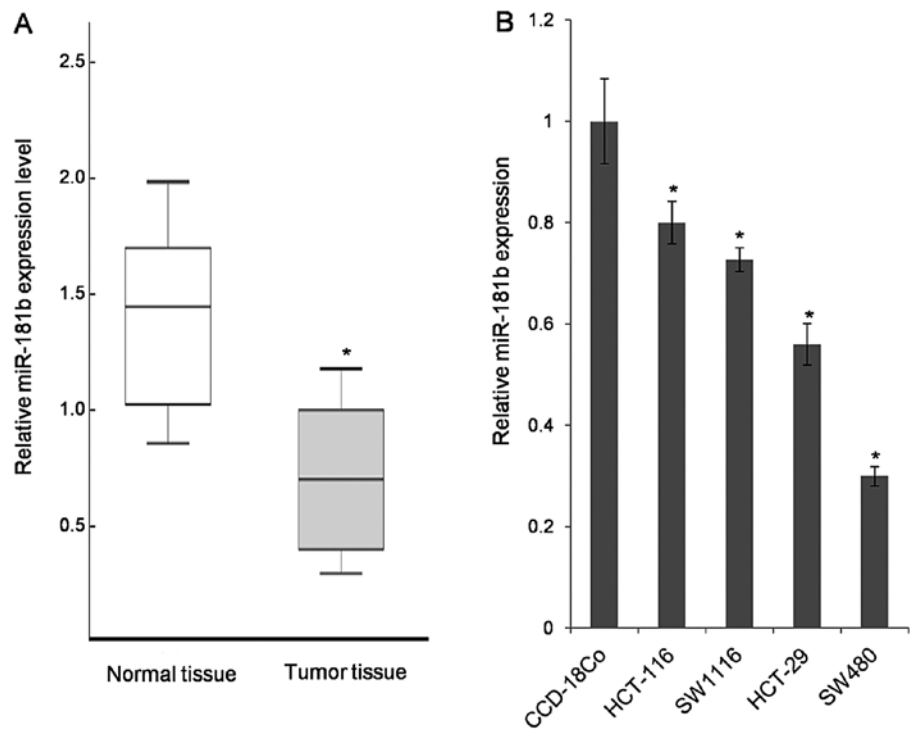 A
Relative miR-181b expression level
2.5
2.0
1.5
1.0
0.5
*
Normal tissue
Tumor tissue
B
Relative miR-181b expression
1.2
1
0.8
0.6
0.4
0.2
0
*
*
*
*
CCD-18Co
HCT-116
SW1116
HCT-29
SW480